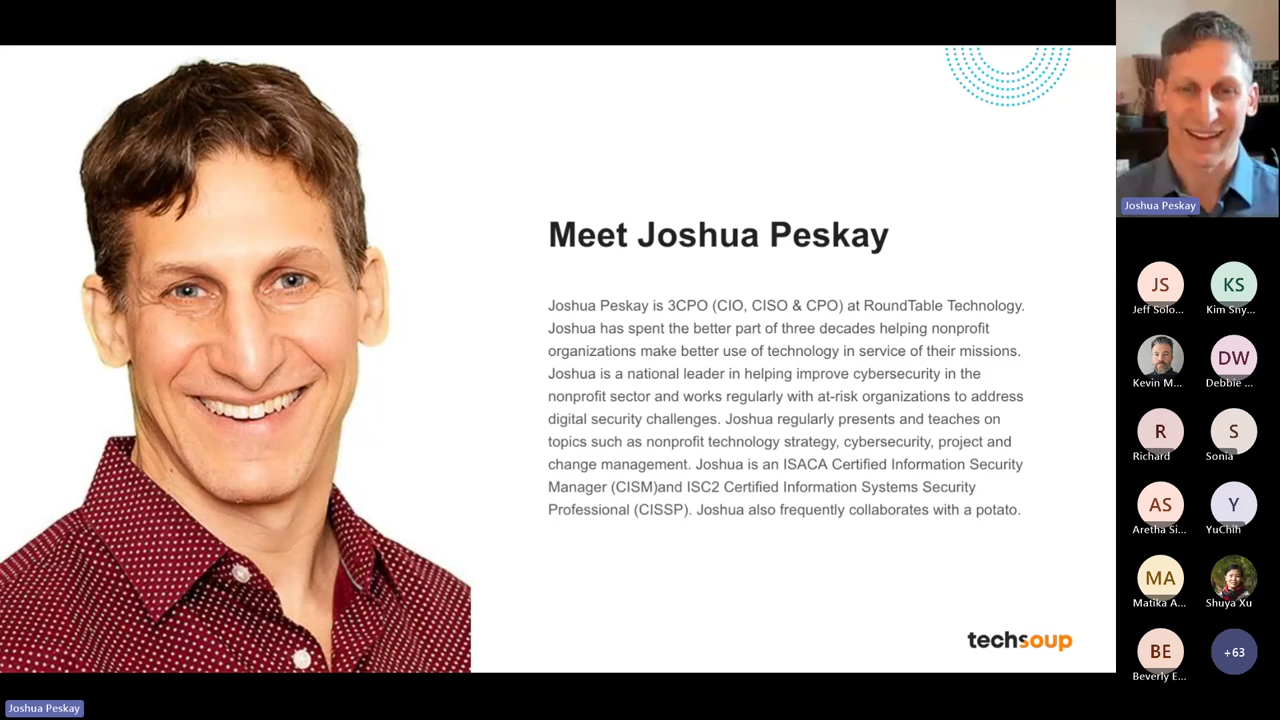 Meet Joshua Peskay
Joshua Peskay is 3CPO (CIO, CISO & CPO) at RoundTable Technology.
Joshua has spent the better part of three decades helping nonprofit
organizations make better use of technology in service of their missions.
Joshua is a national leader in helping improve cybersecurity in the
nonprofit sector and works regularly with at-risk organizations to address
digital security challenges. Joshua regularly presents and teaches on
topics such as nonprofit technology strategy, cybersecurity, project and
change management. Joshua is an ISACA Certified Information Security
Manager (CISM)and ISC2 Certified Information Systems Security
Professional (CISSP). Joshua also frequently collaborates with a potato.
techsoup
Joshua Peskay
Joshua Peskay
JS
Jeff Solo...
KS
Kim Sny...
Kevin M...
DW
Debbie ...
R
Richard
S
Sonia
AS
Aretha Si...
Y
YuChih
MA
Matika A...
Shuya Xu
BE
Beverly E...
+63